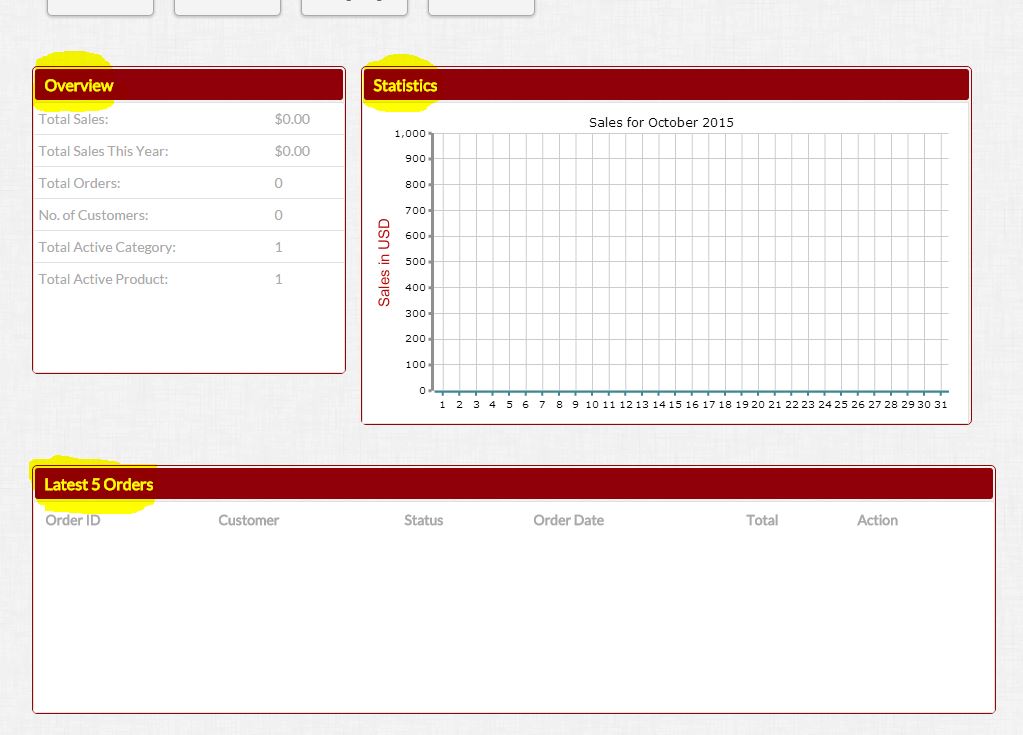 Overview
Total Sales: $0.00
Total Sales This Year: $0.00
Total Orders: 0
No. of Customers: 0
Total Active Category: 1
Total Active Product: 1
Statistics
Sales for October 2015
Sales in USD
1,000
900
800
700
600
500
400
300
200
100
0
1 2 3 4 5 6 7 8 9 10 11 12 13 14 15 16 17 18 19 20 21 22 23 24 25 26 27 28 29 30 31
Latest 5 Orders
Order ID Customer Status Order Date Total Action